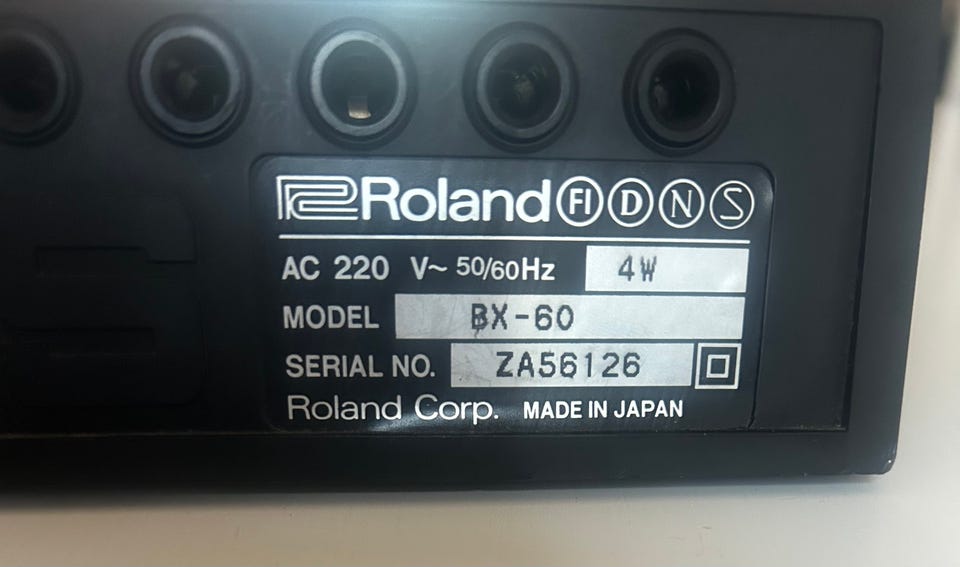 Roland FI D N S
AC 220 V~ 50/60Hz 4W
MODEL BX-60
SERIAL NO. ZA56126
Roland Corp. MADE IN JAPAN